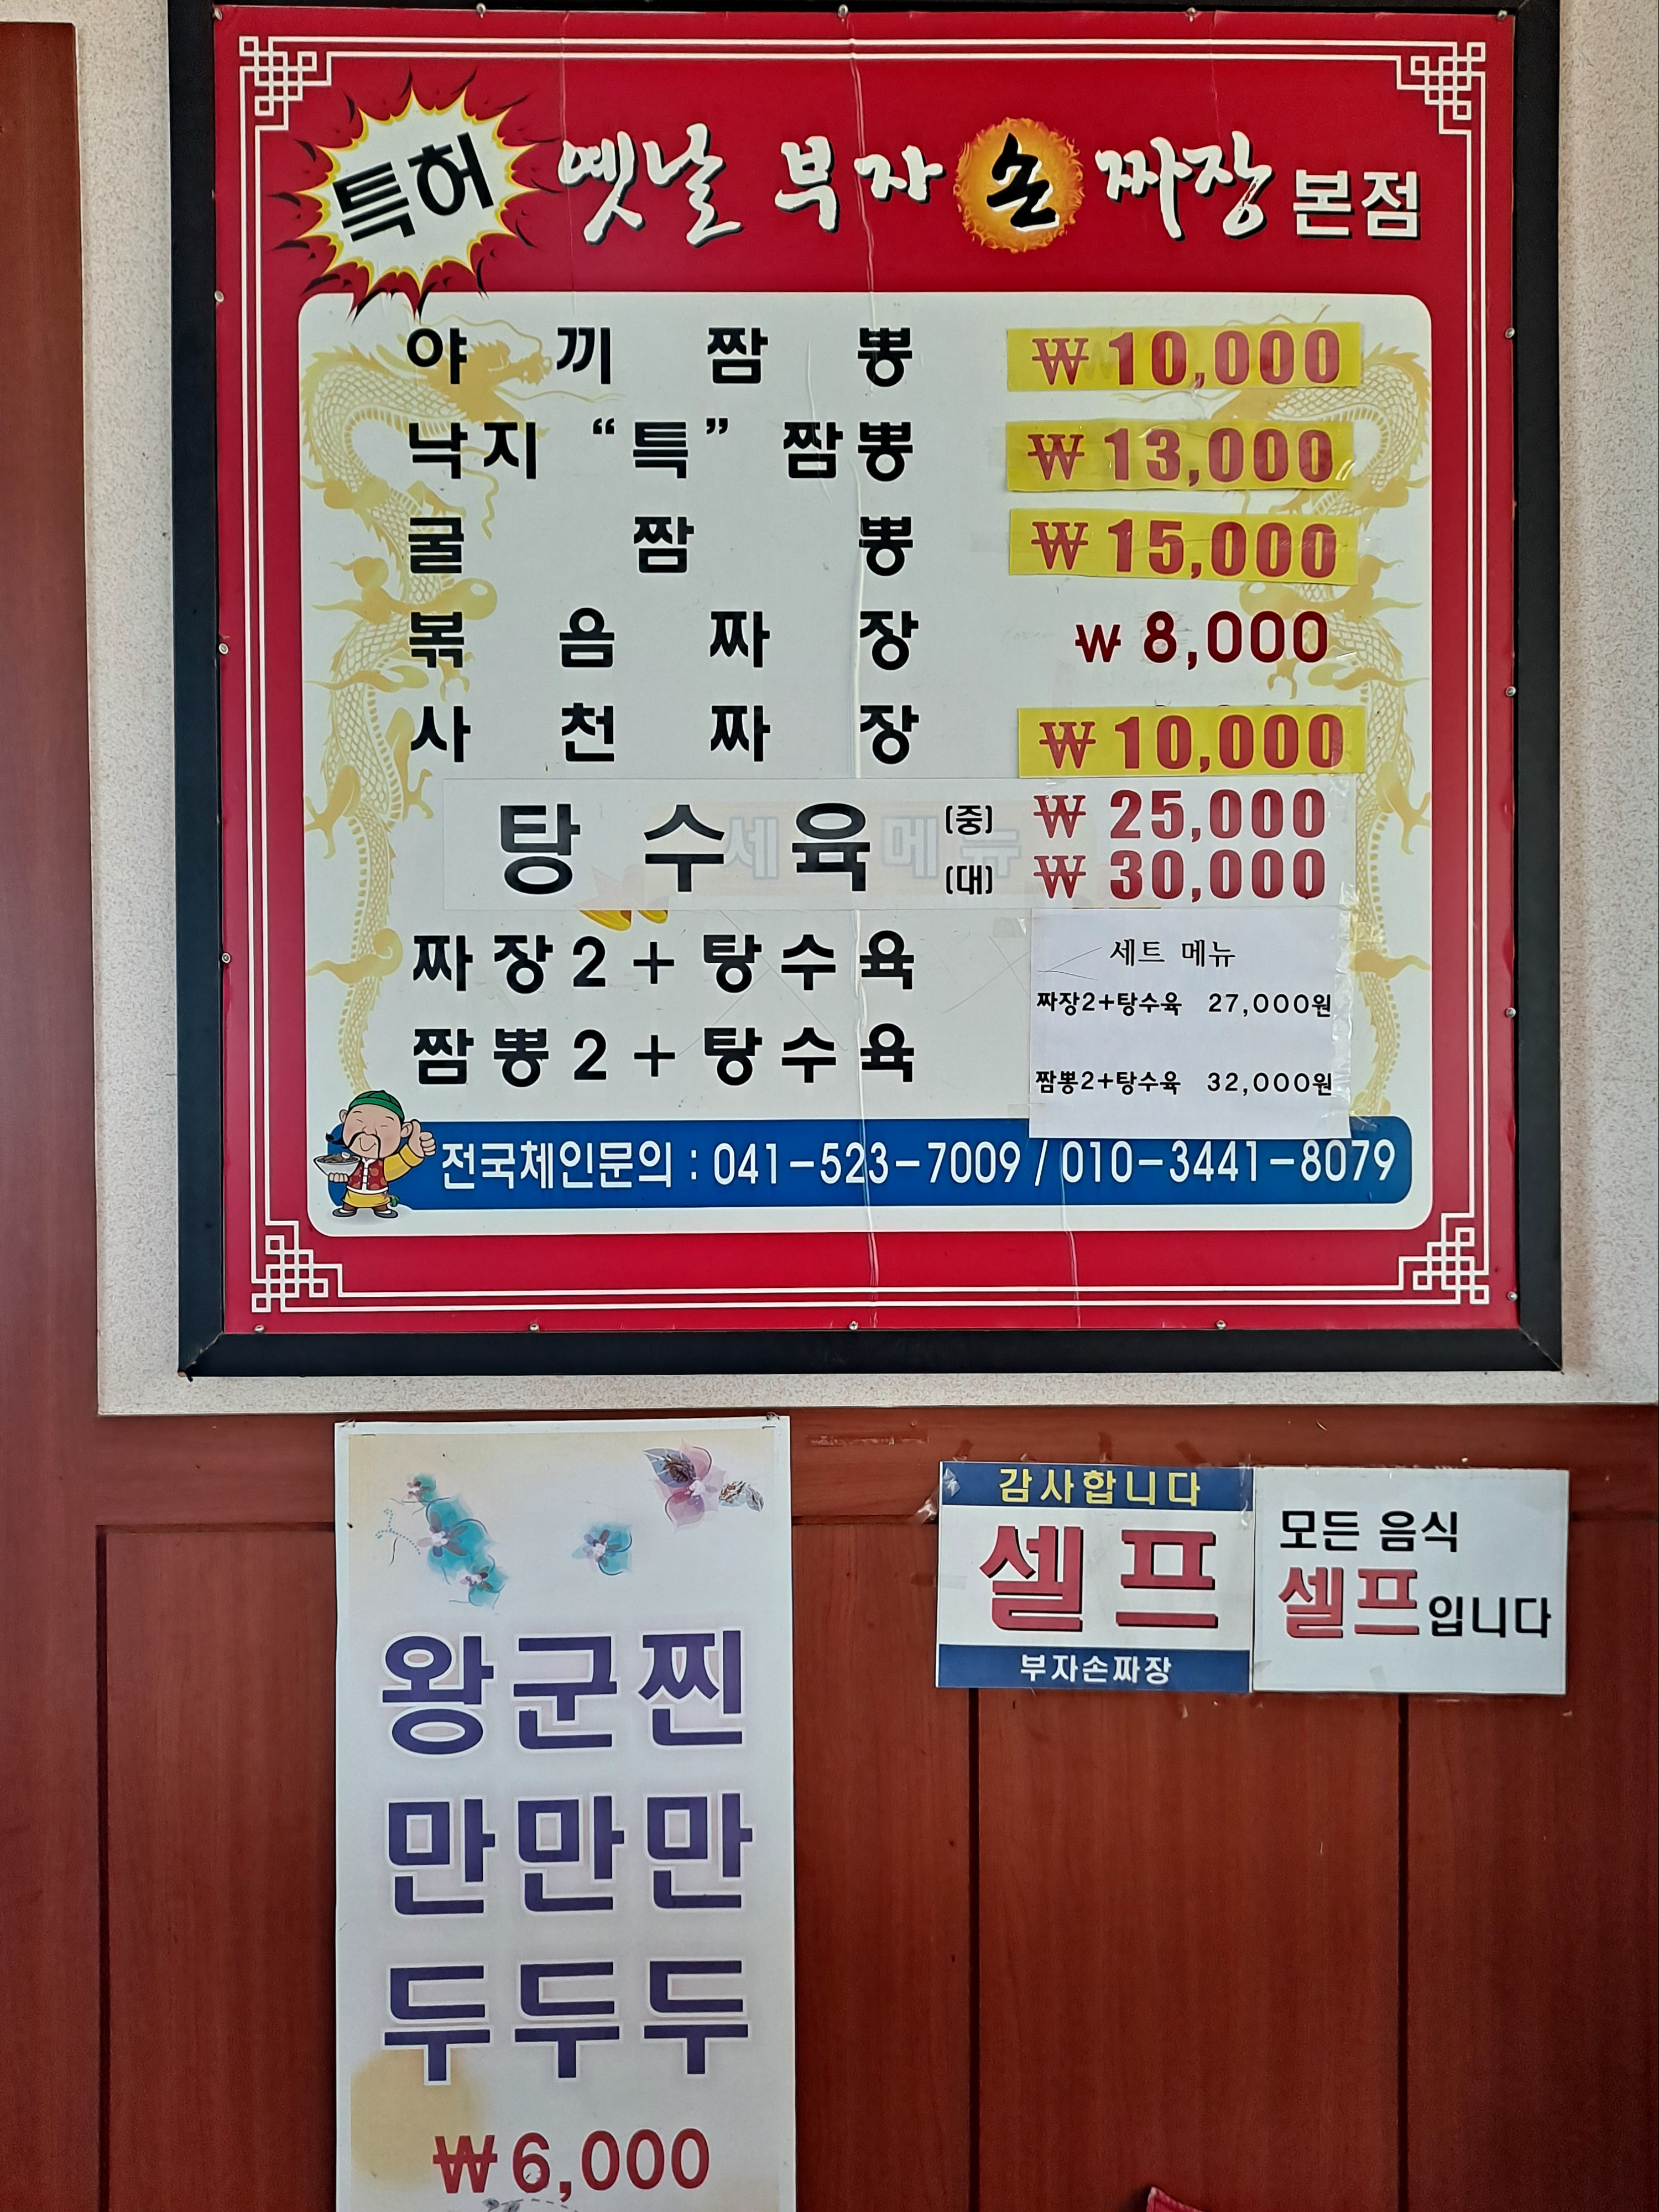 특허 옛날 부자 손 짜장 본점
야끼짬뽕 ₩10,000
낙지 “특” 짬뽕 ₩13,000
굴짬뽕 ₩15,000
볶음짜장 ₩8,000
사천짜장 ₩10,000
탕수육 (중) ₩25,000
(대) ₩30,000
세트 메뉴
짜장2+탕수육 짜장2+탕수육 27,000원
짬뽕2+탕수육 짬뽕2+탕수육 32,000원
전국체인문의 : 041-523-7009 / 010-3441-8079
왕만두
군만두
찐만두
₩6,000
감사합니다
셀프
부자손짜장
모든 음식
셀프입니다